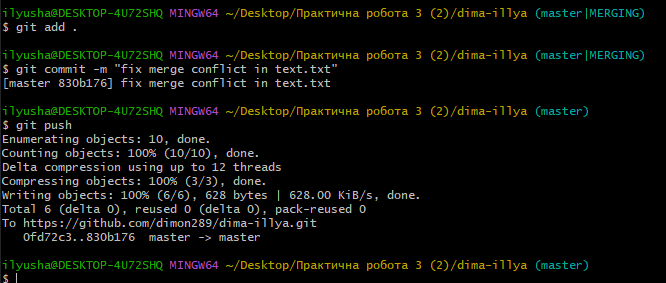 ilyusha@DESKTOP-4U72SHQ MINGW64 ~/Desktop/Практична робота 3 (2)/dima-illya (master|MERGING)
$ git add .
ilyusha@DESKTOP-4U72SHQ MINGW64 ~/Desktop/Практична робота 3 (2)/dima-illya (master|MERGING)
$ git commit -m "fix merge conflict in text.txt"
[master 830b176] fix merge conflict in text.txt
ilyusha@DESKTOP-4U72SHQ MINGW64 ~/Desktop/Практична робота 3 (2)/dima-illya (master)
$ git push
Enumerating objects: 10, done.
Counting objects: 100% (10/10), done.
Delta compression using up to 12 threads
Compressing objects: 100% (3/3), done.
Writing objects: 100% (6/6), 628 bytes | 628.00 KiB/s, done.
Total 6 (delta 0), reused 0 (delta 0), pack-reused 0
To https://github.com/dimon289/dima-illya.git
   0fd72c3..830b176  master -> master
ilyusha@DESKTOP-4U72SHQ MINGW64 ~/Desktop/Практична робота 3 (2)/dima-illya (master)
$